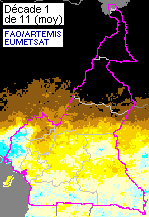 Décade 1
de 11 (moy)
FAO/ARTEMIS
EUMETSAT